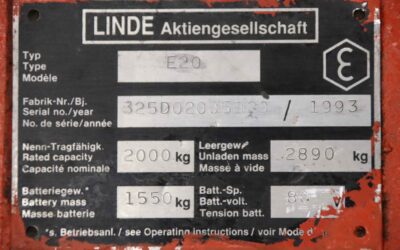 LINDE Aktiengesellschaft
Typ
Type
Modèle
E20
Fabrik-Nr./Bj.
Serial no./year
No. de série/année
/ 1993
Nenn-Tragfähigk.
Rated capacity
Capacité nominale
2000 kg
Leergew.
Unladen mass
Masse à vide
2890 kg
Batteriegew.*
Battery mass
Masse batterie
1550 kg
Batt.-Sp.
Batt.-volt.
Tension batt.
*s. Betriebsanl. / see Operating instructions / voir Mode d